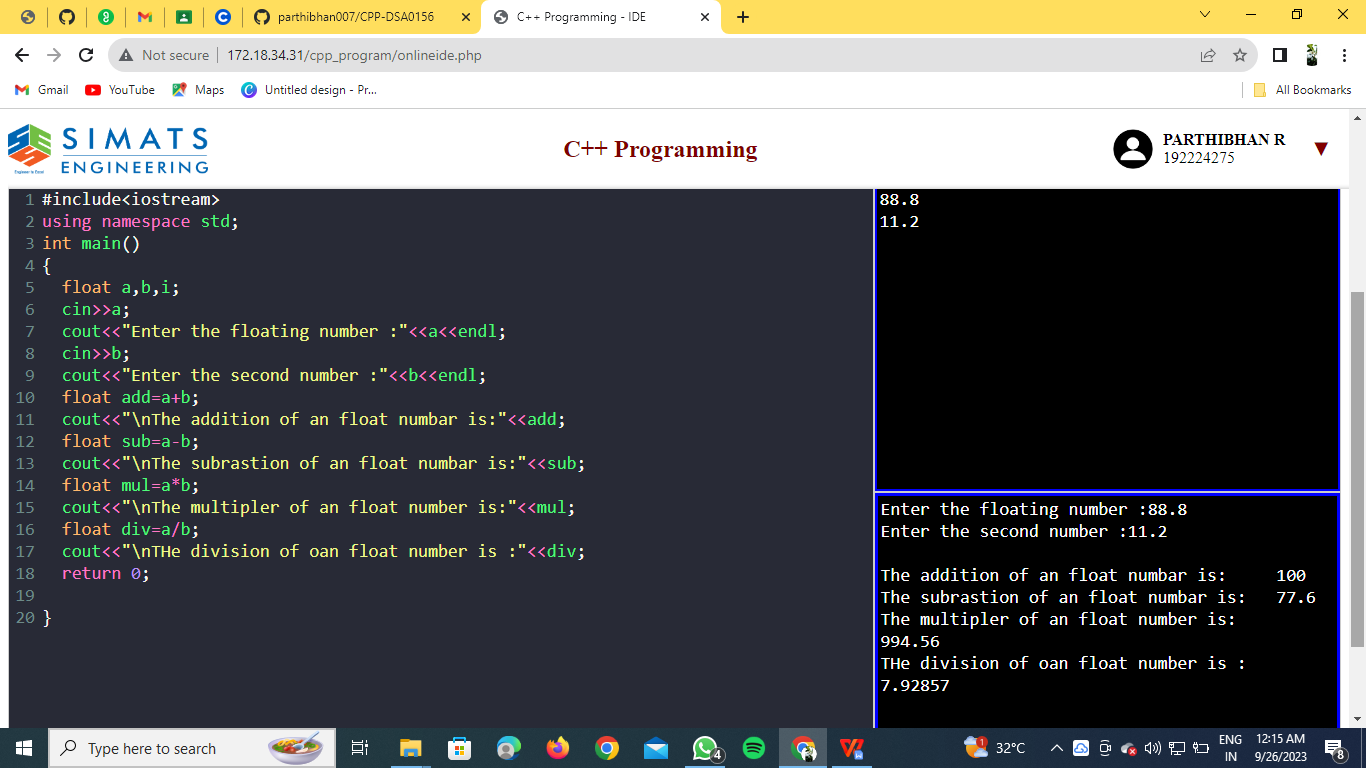 parthibhan007/CPP-DSA0156
C++ Programming - IDE
Not secure
172.18.34.31/cpp_program/onlineide.php
Gmail
YouTube
Maps
Untitled design - Pr...
All Bookmarks
SIMATS
ENGINEERING
Engineer to Excel
C++ Programming
PARTHIBHAN R
192224275
1 #include<iostream>
2 using namespace std;
3 int main()
4 {
5 float a,b,i;
6 cin>>a;
7 cout<<"Enter the floating number :"<<a<<endl;
8 cin>>b;
9 cout<<"Enter the second number :"<<b<<endl;
10 float add=a+b;
11 cout<<"\nThe addition of an float numbar is:"<<add;
12 float sub=a-b;
13 cout<<"\nThe subrastion of an float numbar is:"<<sub;
14 float mul=a*b;
15 cout<<"\nThe multipler of an float number is:"<<mul;
16 float div=a/b;
17 cout<<"\nTHe division of oan float number is :"<<div;
18 return 0;
19
20 }
88.8
11.2
Enter the floating number :88.8
Enter the second number :11.2
The addition of an float numbar is: 100
The subrastion of an float numbar is: 77.6
The multipler of an float number is:
994.56
THe division of oan float number is :
7.92857
Type here to search
4
1
32°C
ENG
IN
12:15 AM
9/26/2023
8